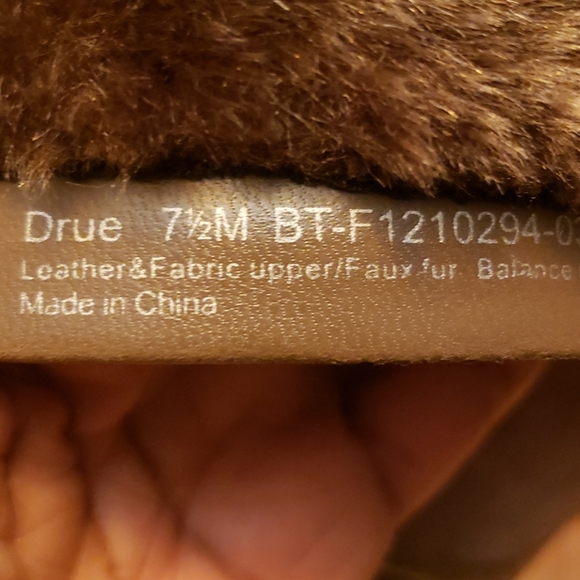 Drue 7½M BT-F1210294-0
Leather&Fabric upper/Faux fur Balance
Made in China